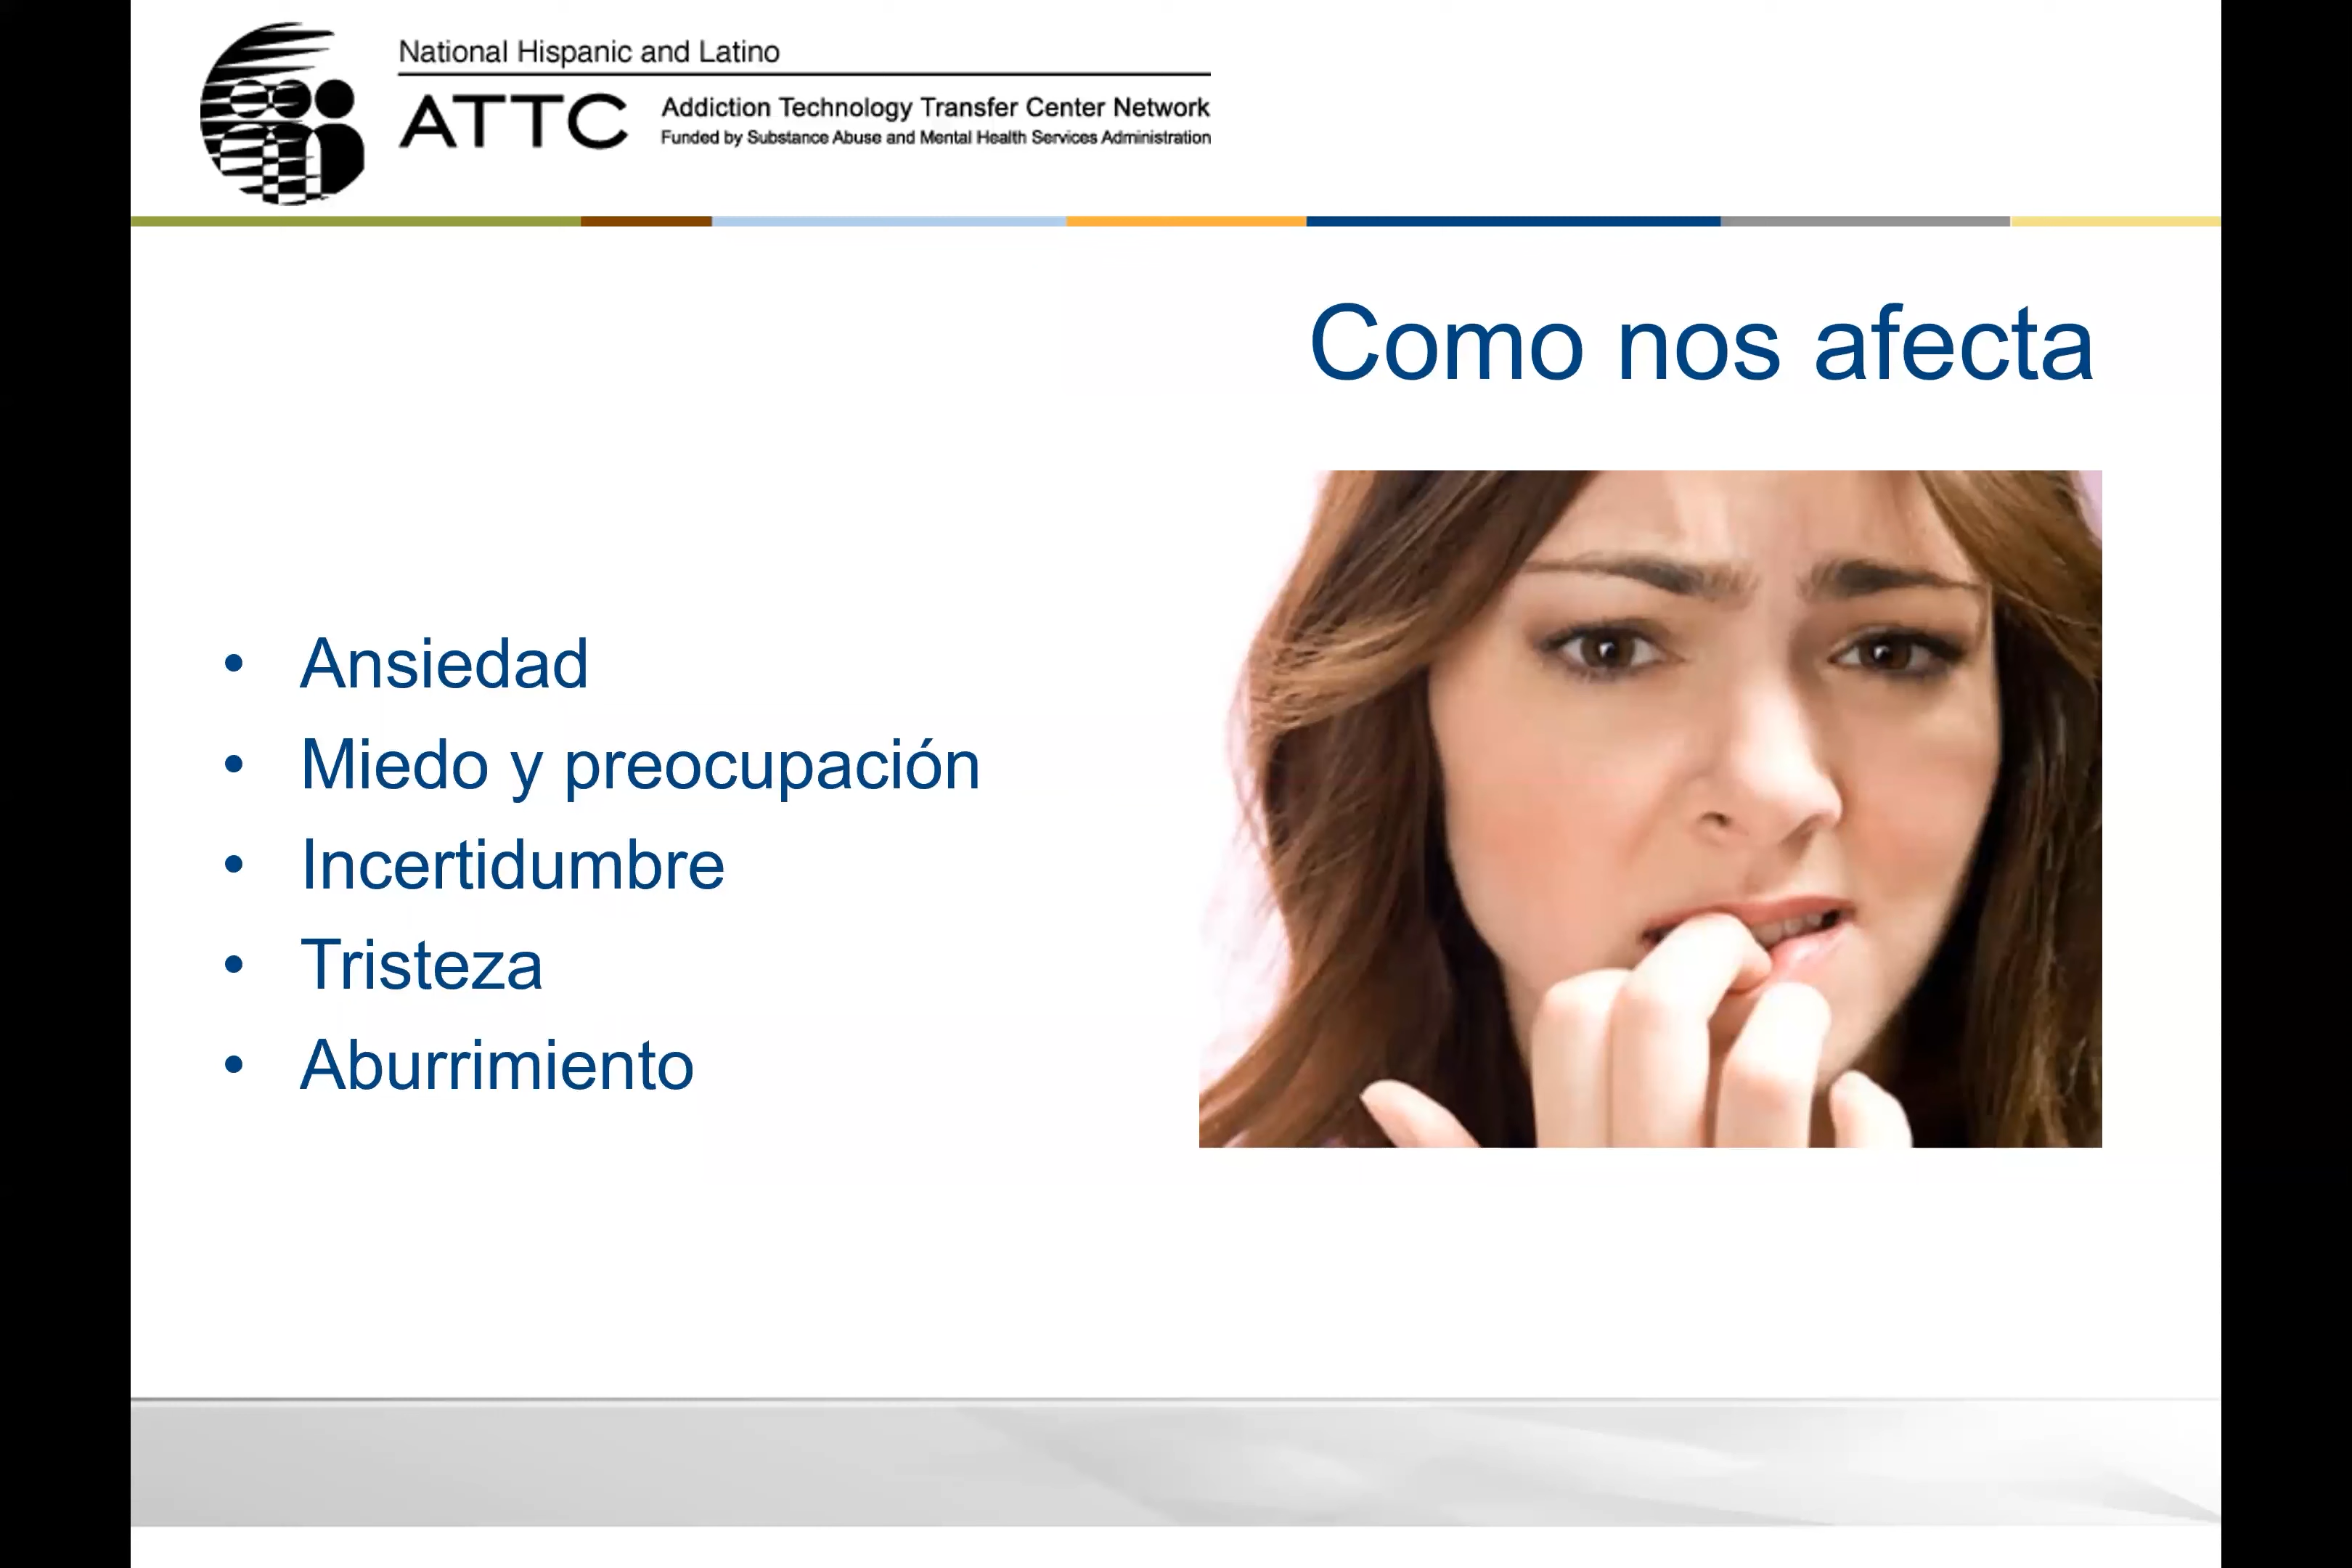 National Hispanic and Latino
ATTC
Addiction Technology Transfer Center Network
Funded by Substance Abuse and Mental Health Services Administration
Como nos afecta
• Ansiedad
• Miedo y preocupación
• Incertidumbre
• Tristeza
• Aburrimiento